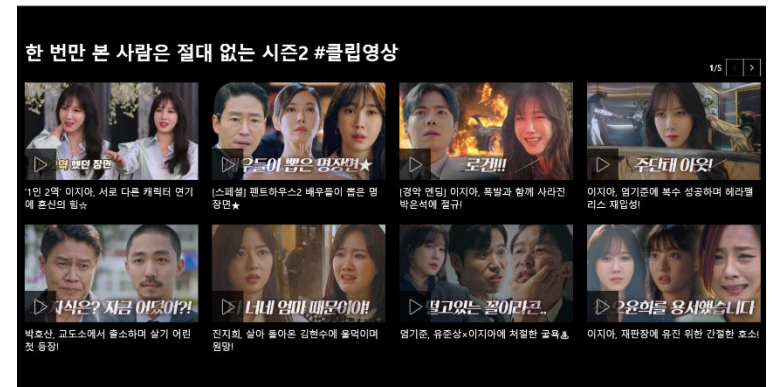 한 번만 본 사람은 절대 없는 시즌2 #클립영상
1/5
역 했던 장면
우들이 뽑은 명장면★
로건!!!
주단태 아웃!
'1인 2역' 이지아, 서로 다른 캐릭터 연기
에 혼신의 힘☆
[스페셜] 펜트하우스2 배우들이 뽑은 명
장면★
[경악 엔딩] 이지아, 폭발과 함께 사라진
박은석에 절규!
이지아, 엄기준에 복수 성공하며 헤라팰
리스 재입성!
자식은? 지금 어딨어?!
너네 엄마 때문이야!
떨고있는 꼴이라곤..
오윤희를 용서했습니다
박호산, 교도소에서 출소하며 살기 어린
첫 등장!
진지희, 살아 돌아온 김현수에 울먹이며
원망!
엄기준, 유준상×이지아에 처절한 굴욕♨
이지아, 재판장에 유진 위한 간절한 호소!